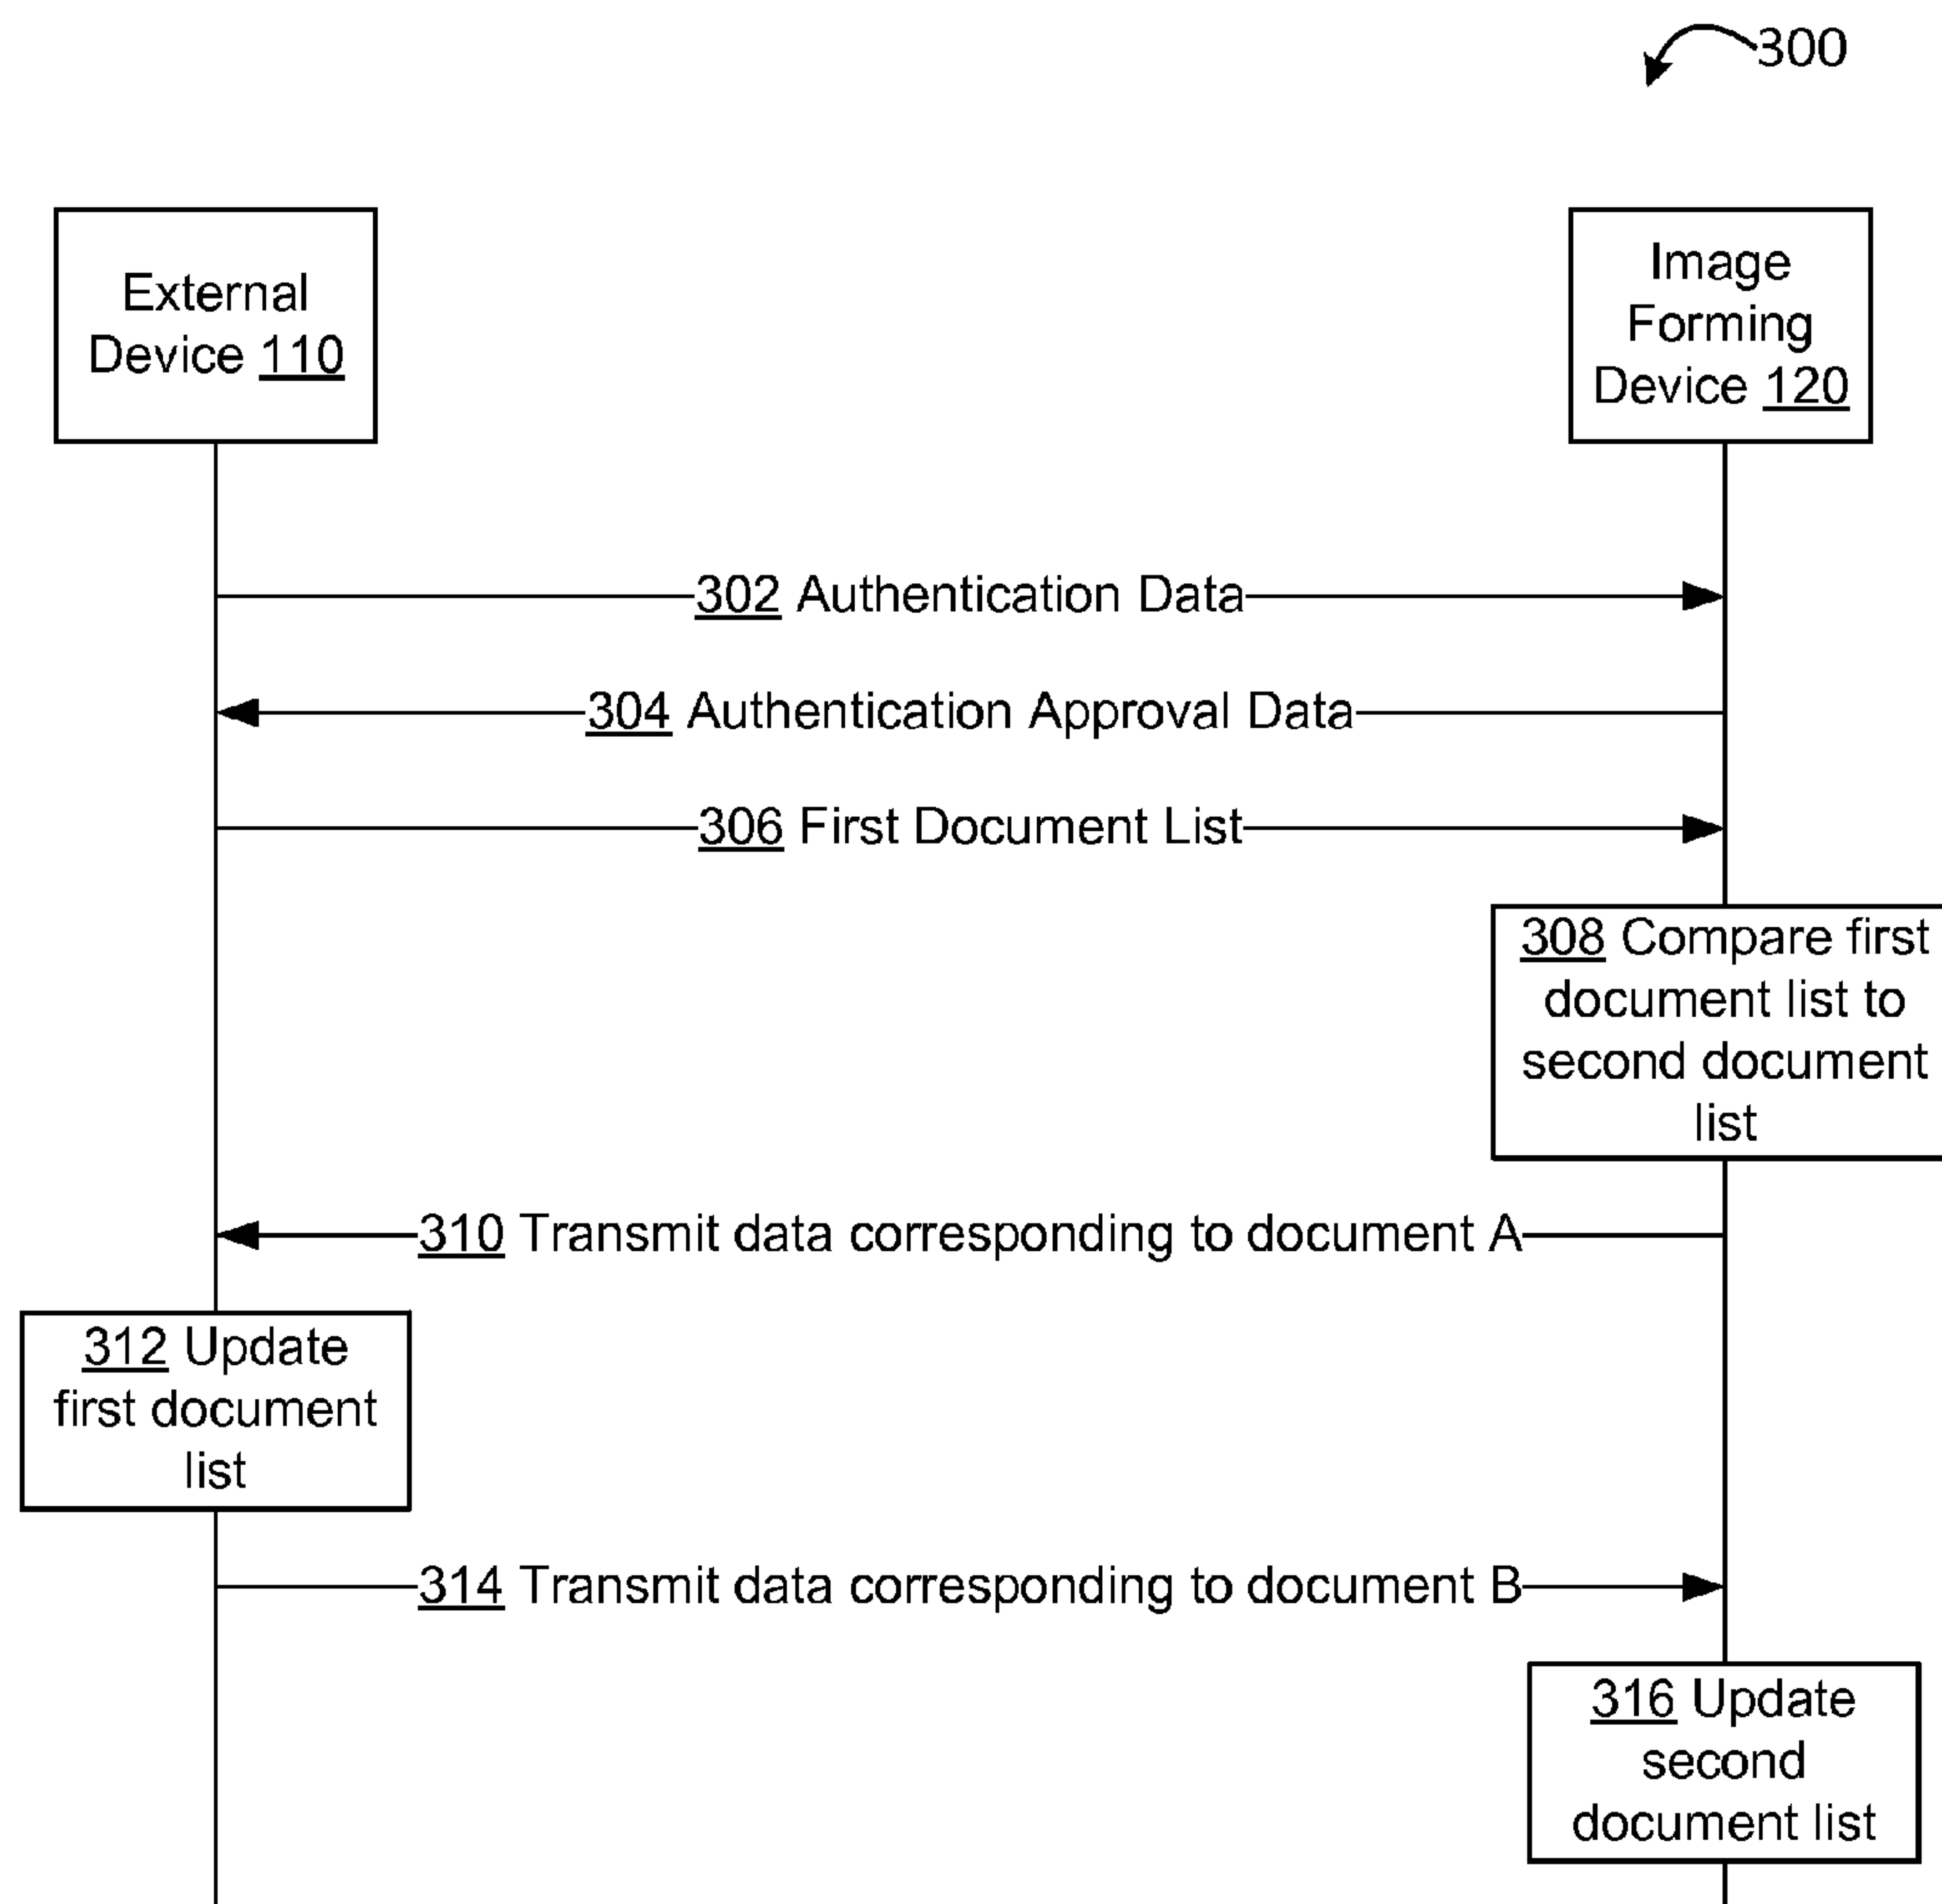 300
External
Device 110
Image
Forming
Device 120
302 Authentication Data
304 Authentication Approval Data
306 First Document List
308 Compare first
document list to
second document
list
310 Transmit data corresponding to document A
312 Update
first document
list
314 Transmit data corresponding to document B
316 Update
second
document list